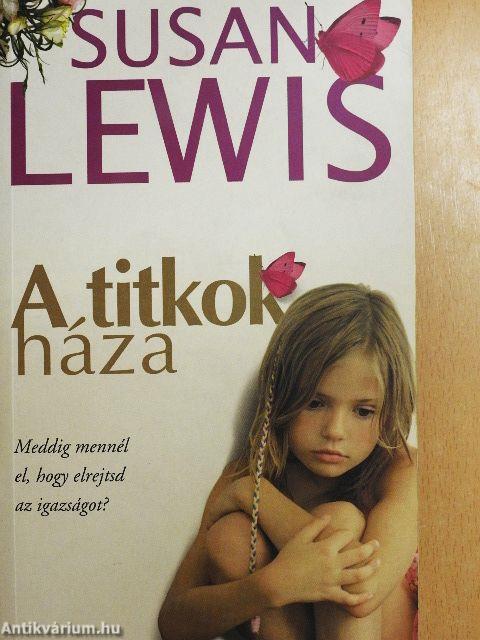 SUSAN
LEWIS
A titkok
háza
Meddig mennél
el, hogy elrejtsd
az igazságot?
Antikvárium.hu